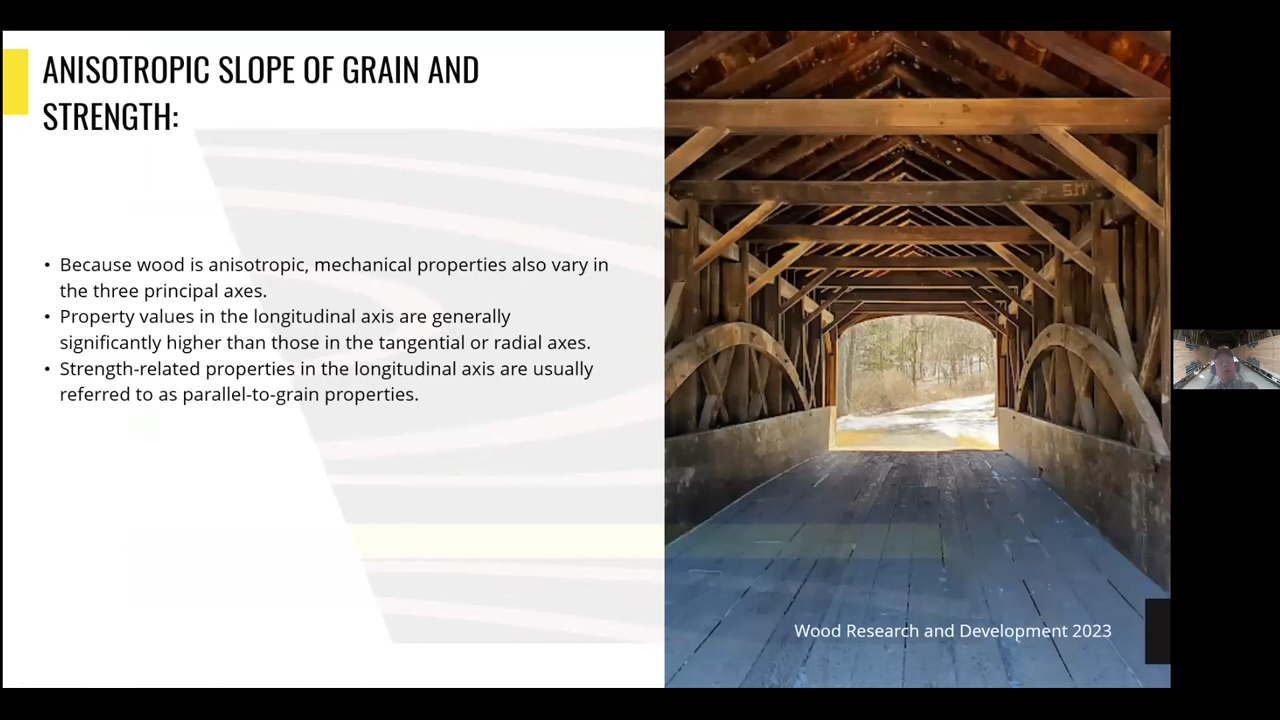 ANISOTROPIC SLOPE OF GRAIN AND
STRENGTH:
• Because wood is anisotropic, mechanical properties also vary in
the three principal axes.
• Property values in the longitudinal axis are generally
significantly higher than those in the tangential or radial axes.
• Strength-related properties in the longitudinal axis are usually
referred to as parallel-to-grain properties.
S.M
Wood Research and Development 2023